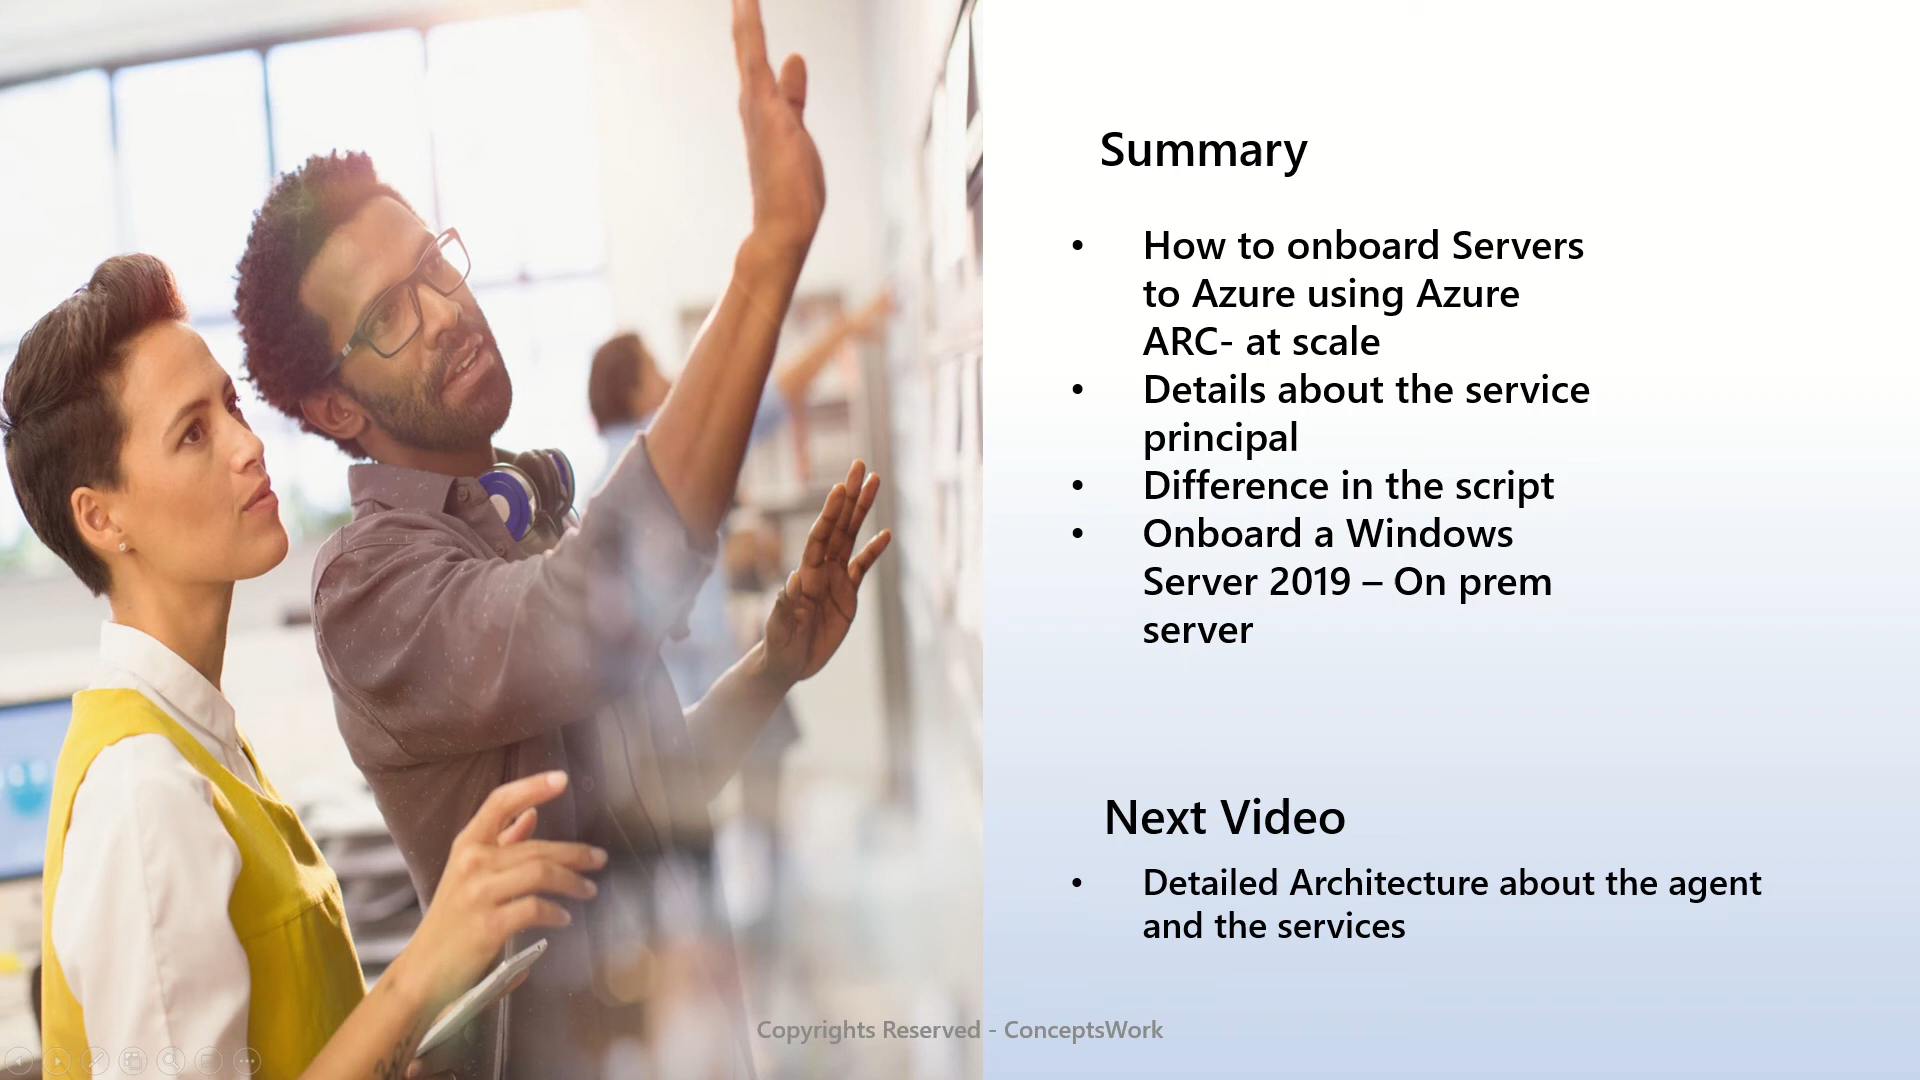 Summary
• How to onboard Servers
to Azure using Azure
ARC- at scale
• Details about the service
principal
• Difference in the script
• Onboard a Windows
Server 2019 – On prem
server
Next Video
• Detailed Architecture about the agent
and the services
Copyrights Reserved - ConceptsWork